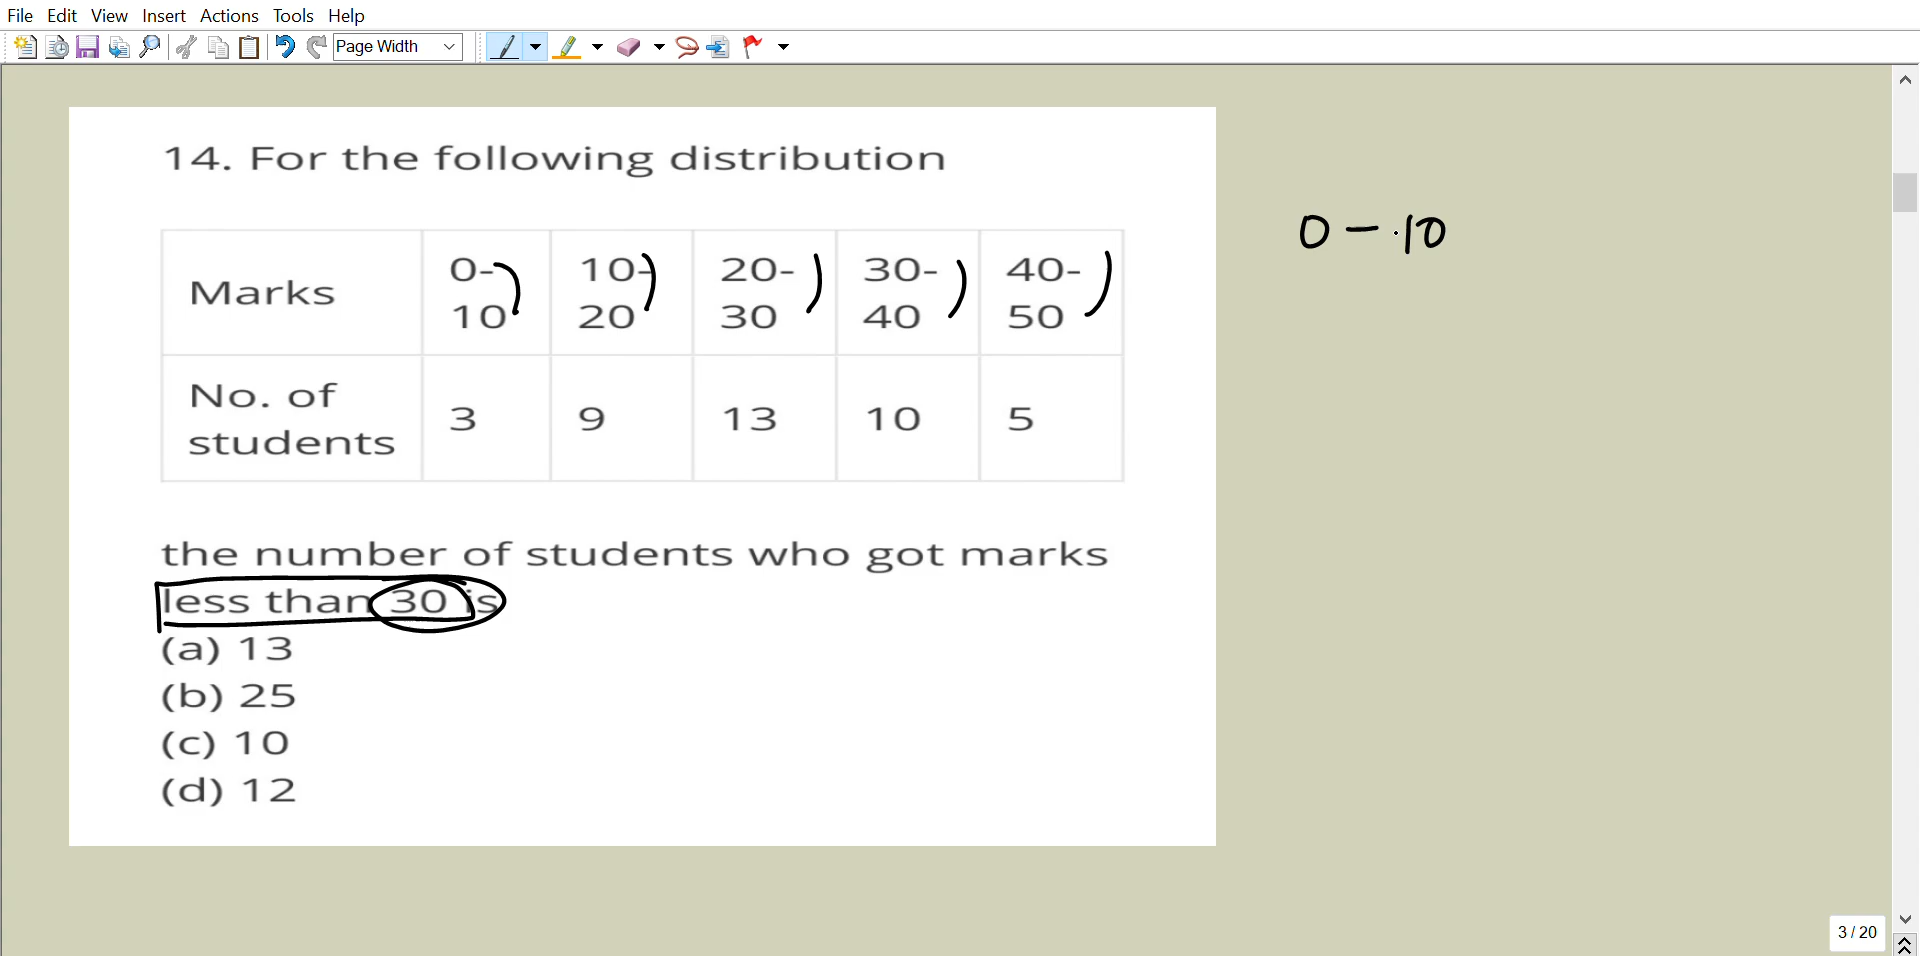 File Edit View Insert Actions Tools Help
Page Width
14. For the following distribution
0 - 10
Marks 0-10 10-20 20-30 30-40 40-50
No. of students 3 9 13 10 5
the number of students who got marks
less than 30 is
(a) 13
(b) 25
(c) 10
(d) 12
3 / 20